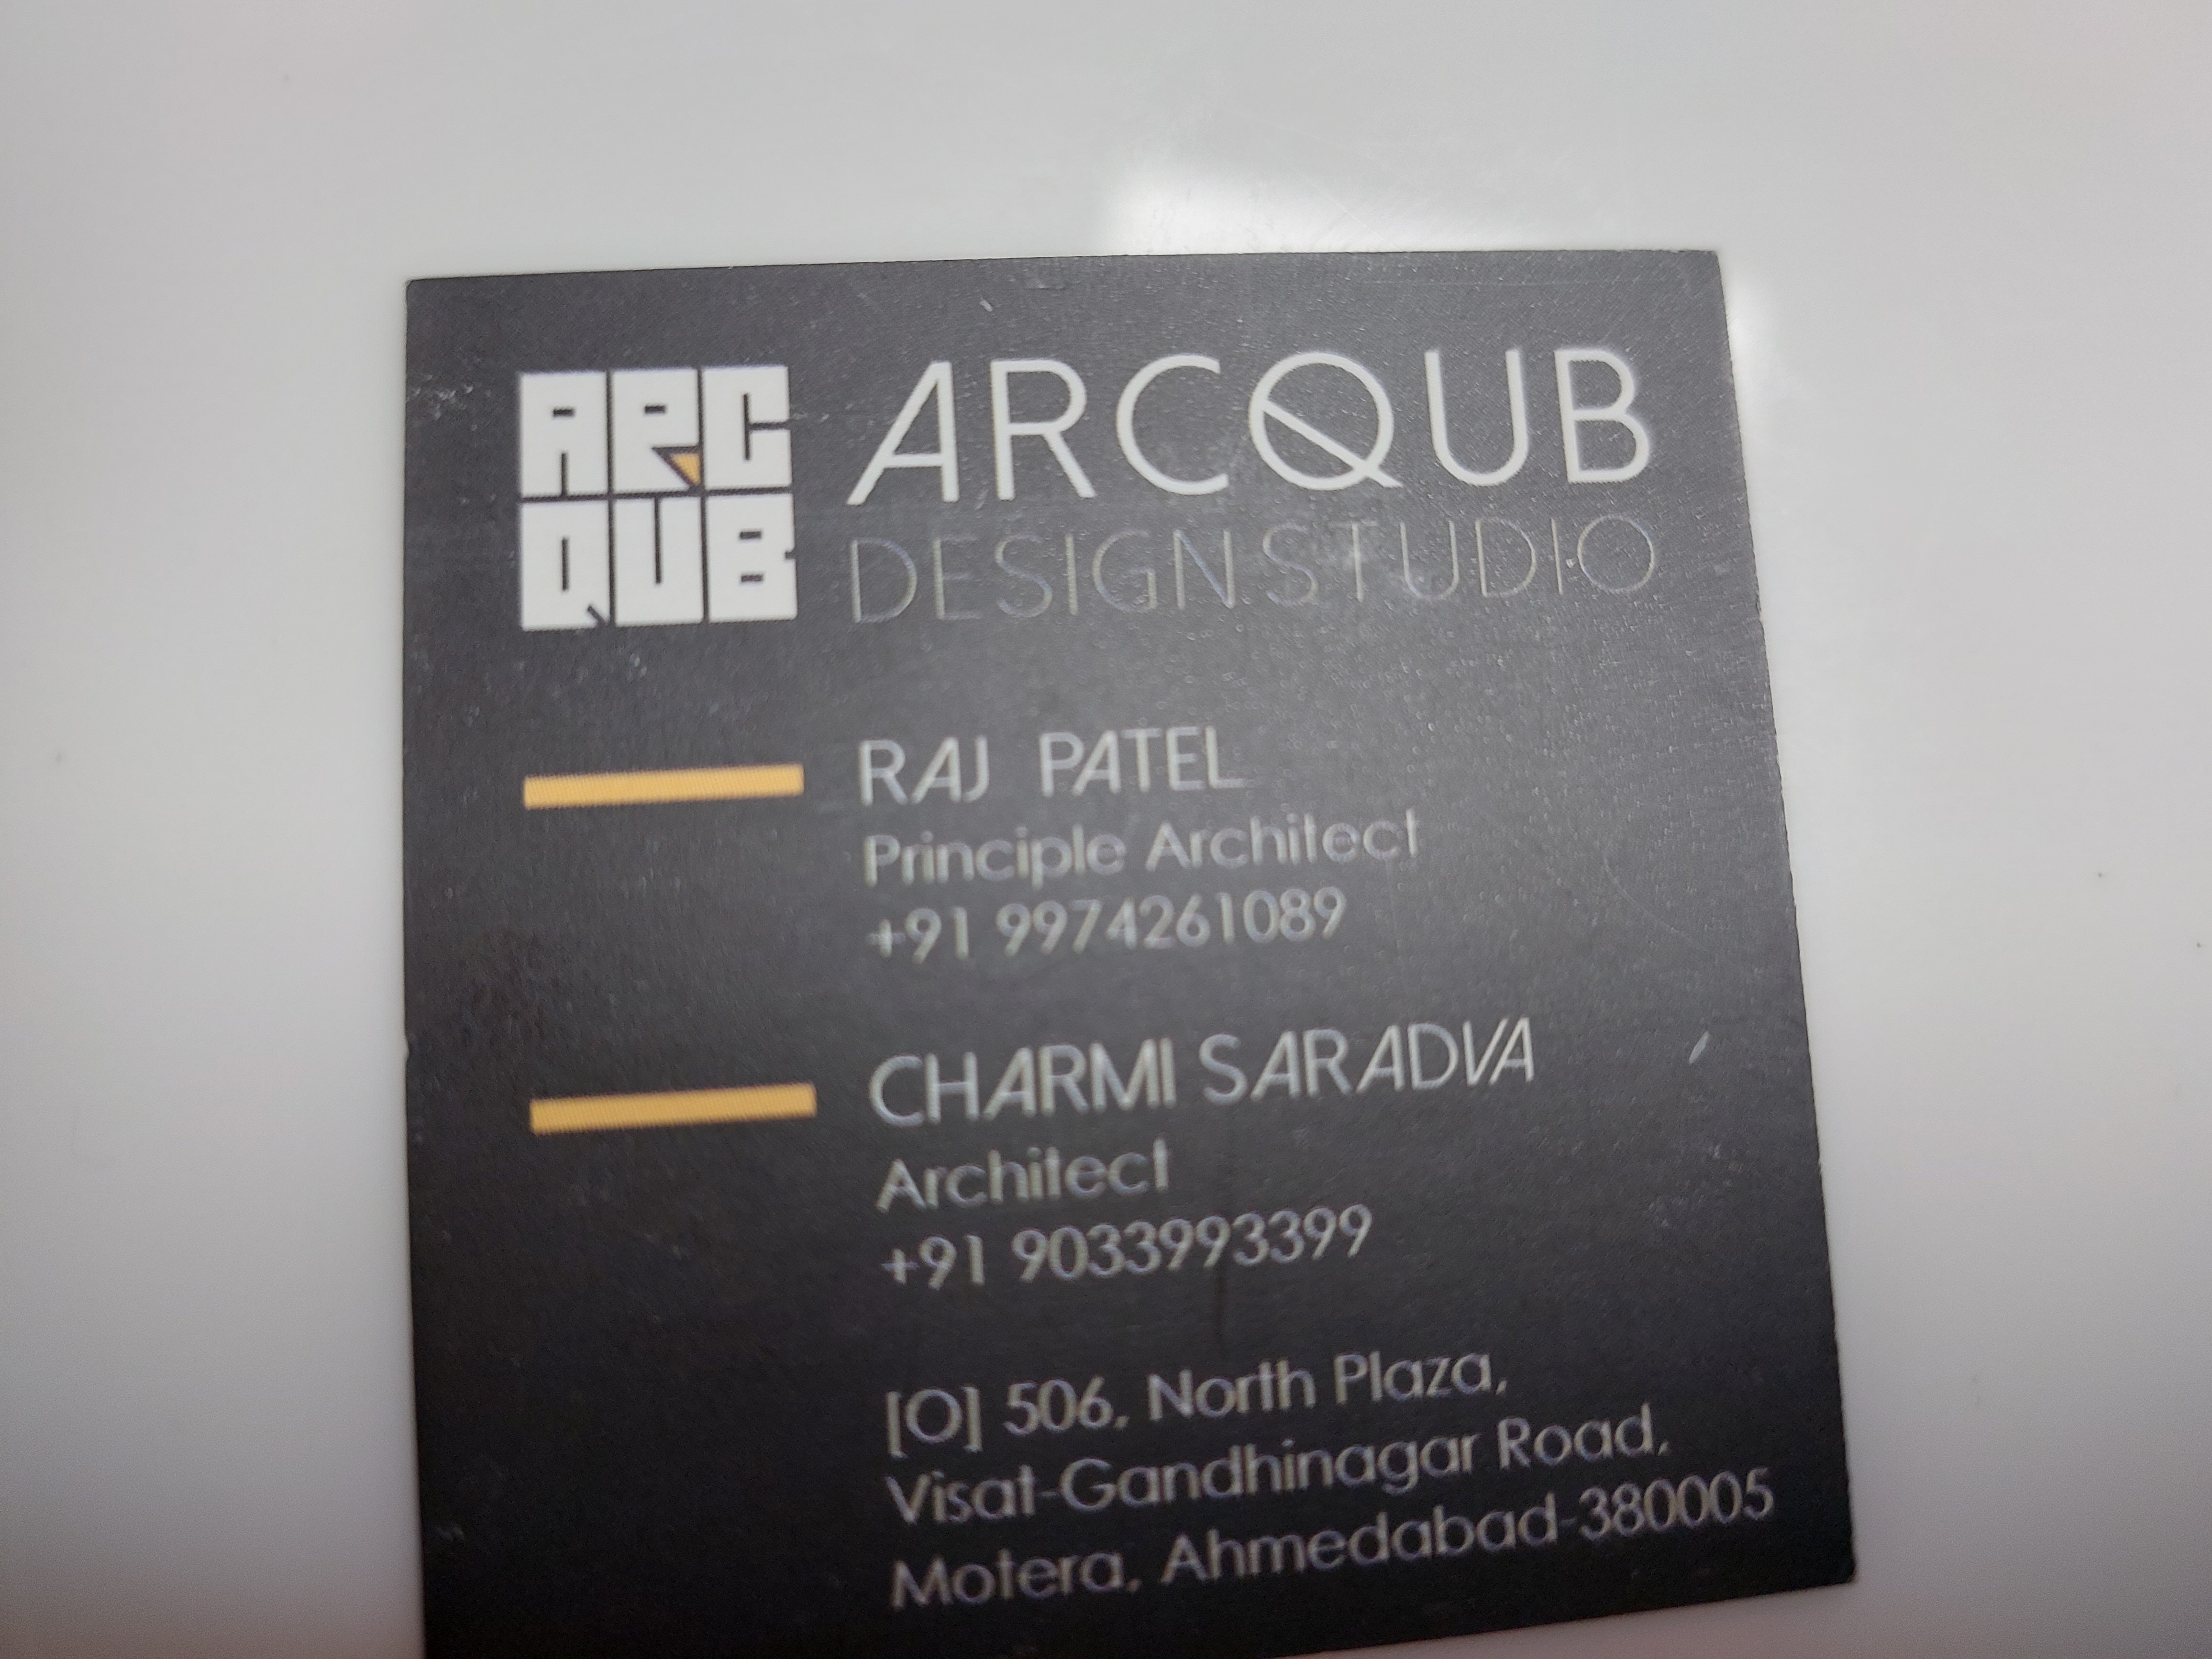 ARC
QUB
ARCQUB
DESIGN STUDIO
RAJ PATEL
Principle Architect
+91 9974261089
CHARMI SARADVA
Architect
+91 9033993399
[O] 506, North Plaza,
Visat-Gandhinagar Road,
Motera, Ahmedabad-380005